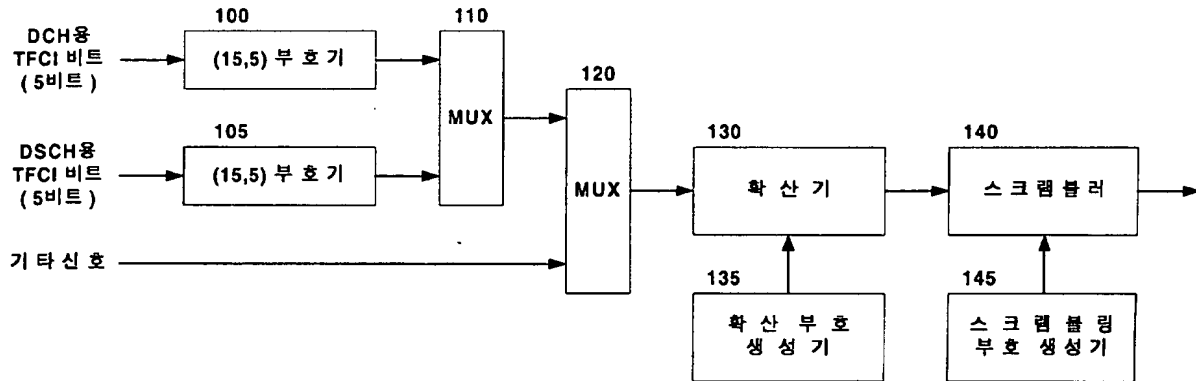 100
DCH용
TFCI 비트
(5비트)
(15,5) 부호기
110
MUX
105
DSCH용
TFCI 비트
(5비트)
(15,5) 부호기
120
MUX
기타신호
130
확산기
140
스크램블러
135
확산 부호
생성기
145
스크램블링
부호 생성기